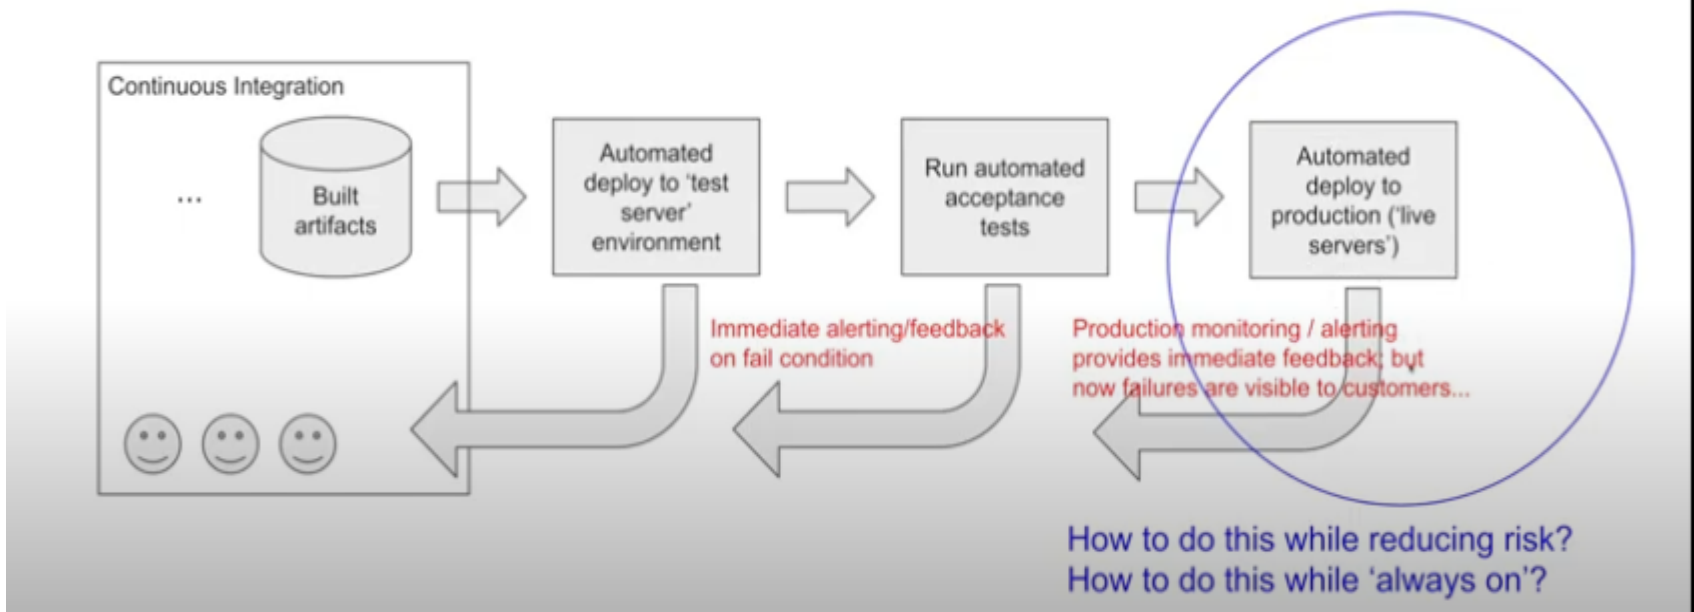 Continuous Integration
...
Built
artifacts
Automated
deploy to ‘test
server’
environment
Run automated
acceptance
tests
Automated
deploy to
production (‘live
servers’)
Immediate alerting/feedback
on fail condition
Production monitoring / alerting
provides immediate feedback; but
now failures are visible to customers...
How to do this while reducing risk?
How to do this while ‘always on’?